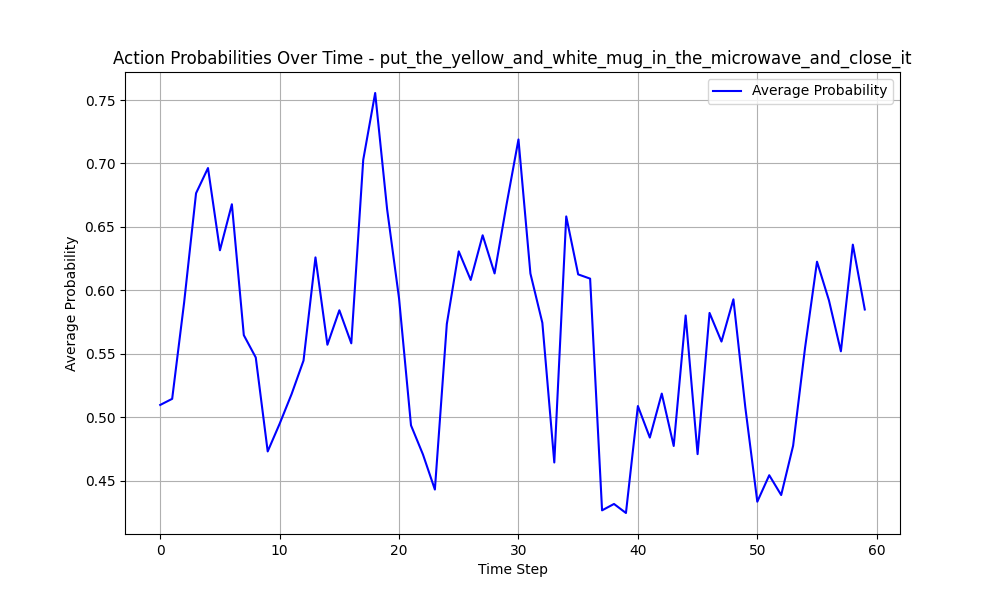 Action Probabilities Over Time - put_the_yellow_and_white_mug_in_the_microwave_and_close_it
Average Probability
0.75
0.70
0.65
0.60
0.55
0.50
0.45
Average Probability
0 10 20 30 40 50 60
Time Step